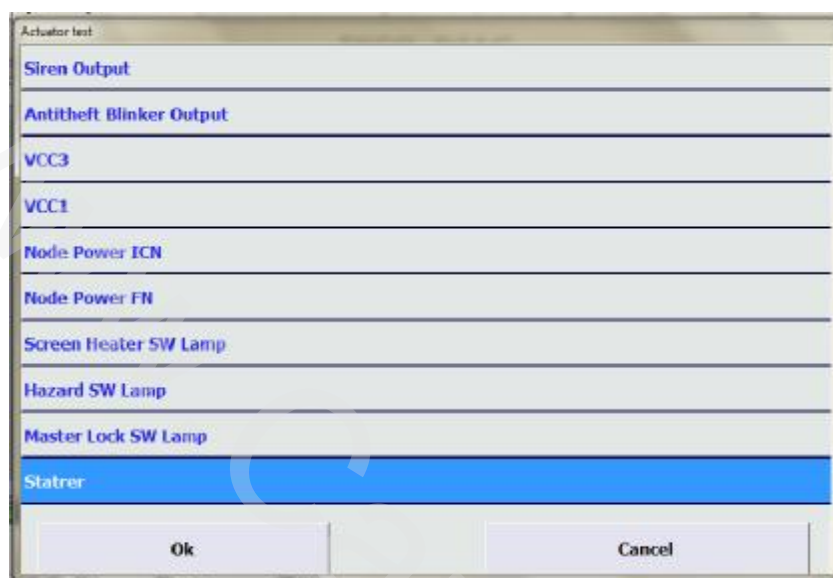 Actuator test
Siren Output
Antitheft Blinker Output
VCC3
VCC1
Node Power ICN
Node Power FN
Screen Heater SW Lamp
Hazard SW Lamp
Master Lock SW Lamp
Statrer
Ok
Cancel